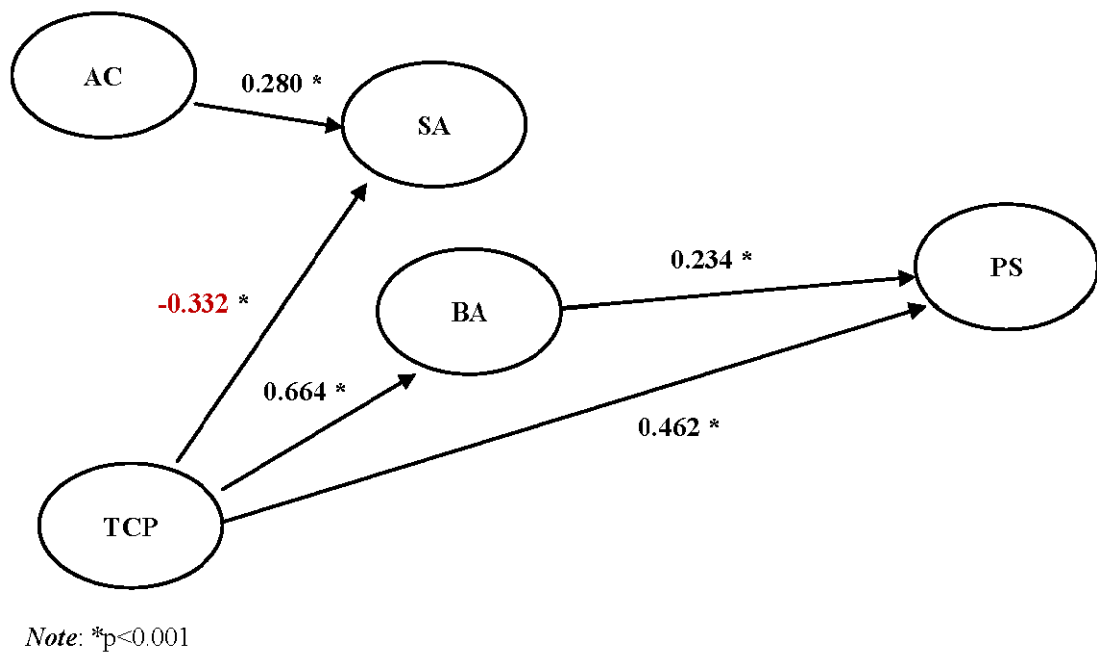 AC
0.280 *
SA
0.234 *
PS
-0.332 *
BA
0.664 *
0.462 *
TCP
Note: *p<0.001